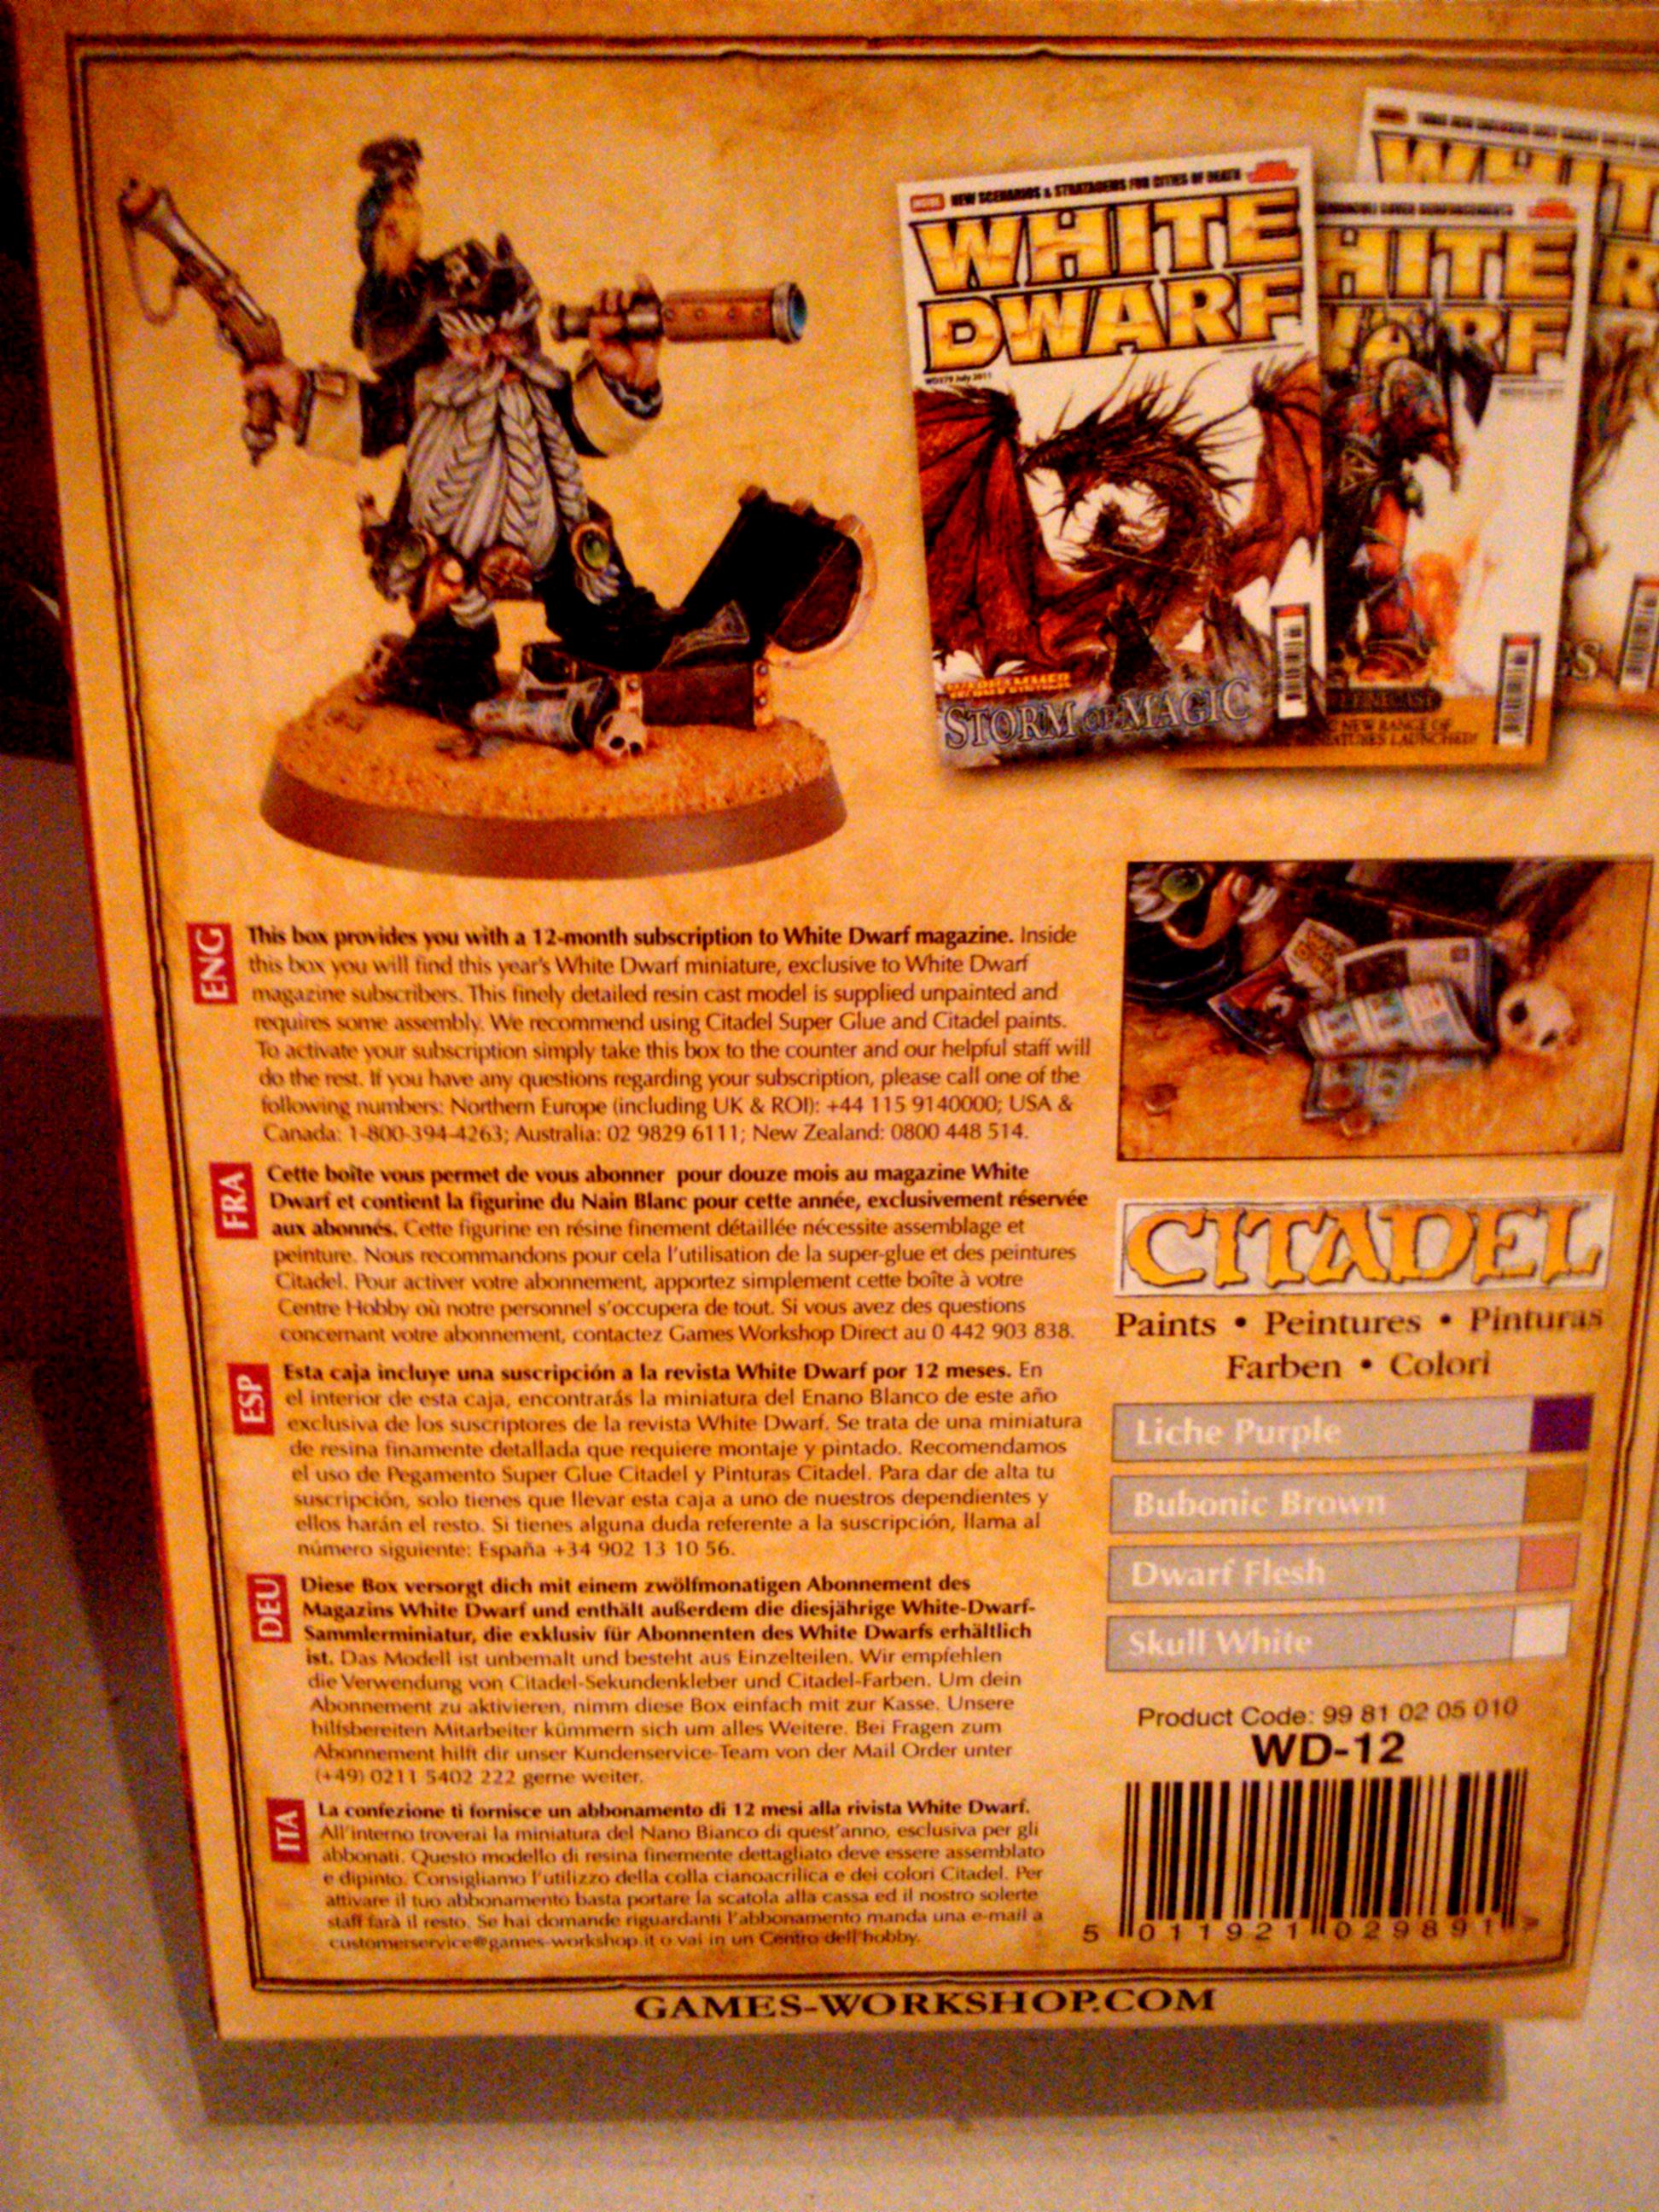 INSIDE NEW SCENARIOS & STRATAGEMS FOR CITIES OF DEATH
WHITE
DWARF
WD379 July 2011
WARHAMMER
STORM OF MAGIC
WHITE
NEW RANGE OF
MINIATURES LAUNCHED!
ENG
This box provides you with a 12-month subscription to White Dwarf magazine. Inside
this box you will find this year's White Dwarf miniature, exclusive to White Dwarf
magazine subscribers. This finely detailed resin cast model is supplied unpainted and
requires some assembly. We recommend using Citadel Super Glue and Citadel paints.
To activate your subscription simply take this box to the counter and our helpful staff will
do the rest. If you have any questions regarding your subscription, please call one of the
following numbers: Northern Europe (including UK & ROI): +44 115 9140000; USA &
Canada: 1-800-394-4263; Australia: 02 9829 6111; New Zealand: 0800 448 514.
FRA
Cette boîte vous permet de vous abonner pour douze mois au magazine White
Dwarf et contient la figurine du Nain Blanc pour cette année, exclusivement réservée
aux abonnés. Cette figurine en résine finement détaillée nécessite assemblage et
peinture. Nous recommandons pour cela l'utilisation de la super-glue et des peintures
Citadel. Pour activer votre abonnement, apportez simplement cette boîte à votre
Centre Hobby où notre personnel s'occupera de tout. Si vous avez des questions
concernant votre abonnement, contactez Games Workshop Direct au 0 442 903 838.
ESP
Esta caja incluye una suscripción a la revista White Dwarf por 12 meses. En
el interior de esta caja, encontrarás la miniatura del Enano Blanco de este año
exclusiva de los suscriptores de la revista White Dwarf. Se trata de una miniatura
de resina finamente detallada que requiere montaje y pintado. Recomendamos
el uso de Pegamento Super Glue Citadel y Pinturas Citadel. Para dar de alta tu
suscripción, solo tienes que llevar esta caja a uno de nuestros dependientes y
ellos harán el resto. Si tienes alguna duda referente a la suscripción, llama al
número siguiente: España +34 902 13 10 56.
DEU
Diese Box versorgt dich mit einem zwölfmonatigen Abonnement des
Magazins White Dwarf und enthält außerdem die diesjährige White-Dwarf-
Sammlerminiatur, die exklusiv für Abonnenten des White Dwarfs erhältlich
ist. Das Modell ist unbemalt und besteht aus Einzelteilen. Wir empfehlen
die Verwendung von Citadel-Sekundenkleber und Citadel-Farben. Um dein
Abonnement zu aktivieren, nimm diese Box einfach mit zur Kasse. Unsere
hilfsbereiten Mitarbeiter kümmern sich um alles Weitere. Bei Fragen zum
Abonnement hilft dir unser Kundenservice-Team von der Mail Order unter
(+49) 0211 5402 222 gerne weiter.
ITA
La confezione ti fornisce un abbonamento di 12 mesi alla rivista White Dwarf.
All'interno troverai la miniatura del Nano Bianco di quest'anno, esclusiva per gli
abbonati. Questo modello di resina finemente dettagliato deve essere assemblato
e dipinto. Consigliamo l'utilizzo della colla cianoacrilica e dei colori Citadel. Per
attivare il tuo abbonamento basta portare la scatola alla cassa ed il nostro solerte
staff farà il resto. Se hai domande riguardanti l'abbonamento manda una e-mail a
customerservice@games-workshop.it o vai in un Centro dell'hobby.
CITADEL
Paints • Peintures • Pinturas
Farben • Colori
Liche Purple
Bubonic Brown
Dwarf Flesh
Skull White
Product Code: 99 81 02 05 010
WD-12
5 011921 029891 >
GAMES-WORKSHOP.COM